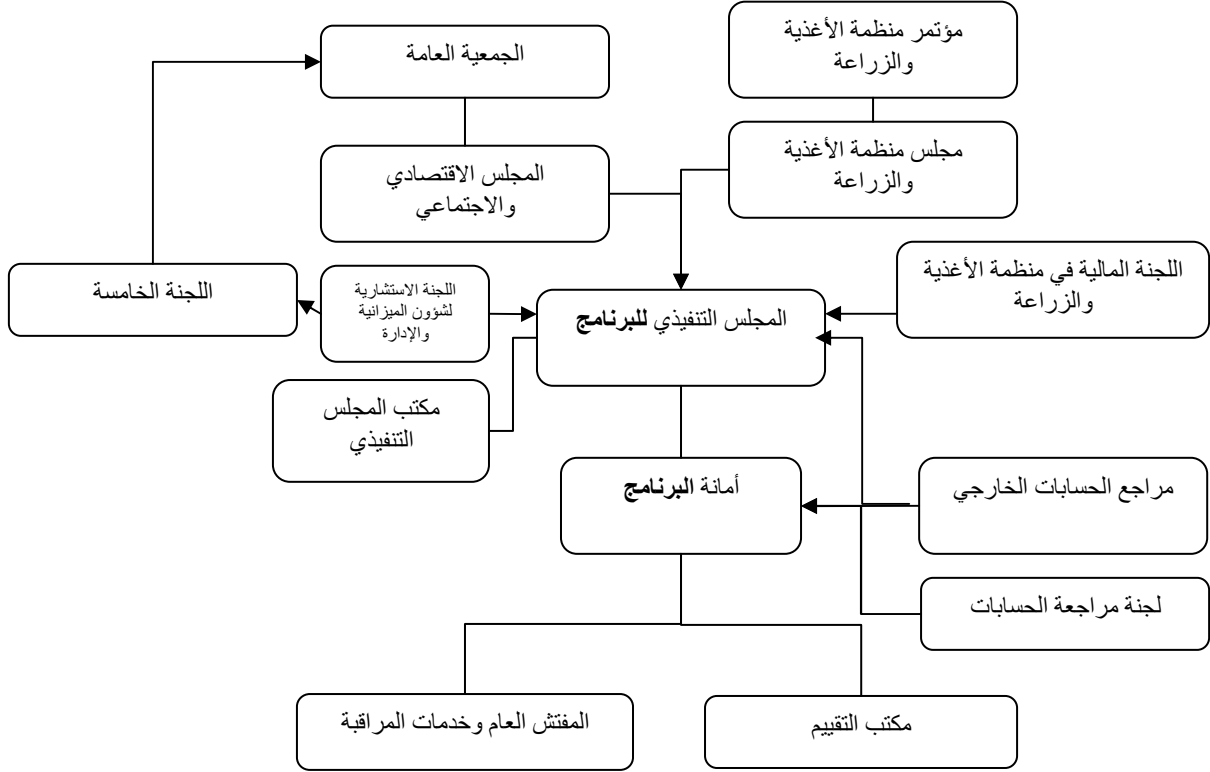 مؤتمر منظمة الأغذية
والزراعة
الجمعية العامة
مجلس منظمة الأغذية
والزراعة
المجلس الاقتصادي
والاجتماعي
اللجنة المالية في منظمة الأغذية
والزراعة
اللجنة الخامسة
اللجنة الاستشارية
لشؤون الميزانية
والإدارة
المجلس التنفيذي للبرنامج
مكتب المجلس
التنفيذي
أمانة البرنامج
مراجع الحسابات الخارجي
لجنة مراجعة الحسابات
المفتش العام وخدمات المراقبة
مكتب التقييم